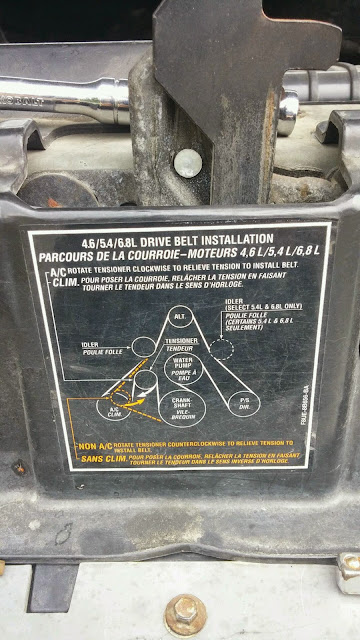 4.6/5.4/6.8L DRIVE BELT INSTALLATION
PARCOURS DE LA COURROIE–MOTEURS 4,6 L/5,4 L/6,8 L
A/C ROTATE TENSIONER CLOCKWISE TO RELIEVE TENSION TO INSTALL BELT.
CLIM. POUR POSER LA COURROIE, RELÂCHER LA TENSION EN FAISANT
TOURNER LE TENDEUR DANS LE SENS D'HORLOGE.
ALT.
IDLER
(SELECT 5.4L & 6.8L ONLY)
POULIE FOLLE
(CERTAINS 5,4 L & 6,8 L
SEULEMENT)
IDLER
POULIE FOLLE
TENSIONER
TENDEUR
WATER
PUMP
POMPE À
EAU
A/C
CLIM.
CRANK-
SHAFT
VILE-
BREQUIN
P/S
DIR.
NON A/C ROTATE TENSIONER COUNTERCLOCKWISE TO RELIEVE TENSION TO
INSTALL BELT.
SANS CLIM. POUR POSER LA COURROIE, RELÂCHER LA TENSION EN FAISANT
TOURNER LE TENDEUR DANS LE SENS INVERSE D'HORLOGE.